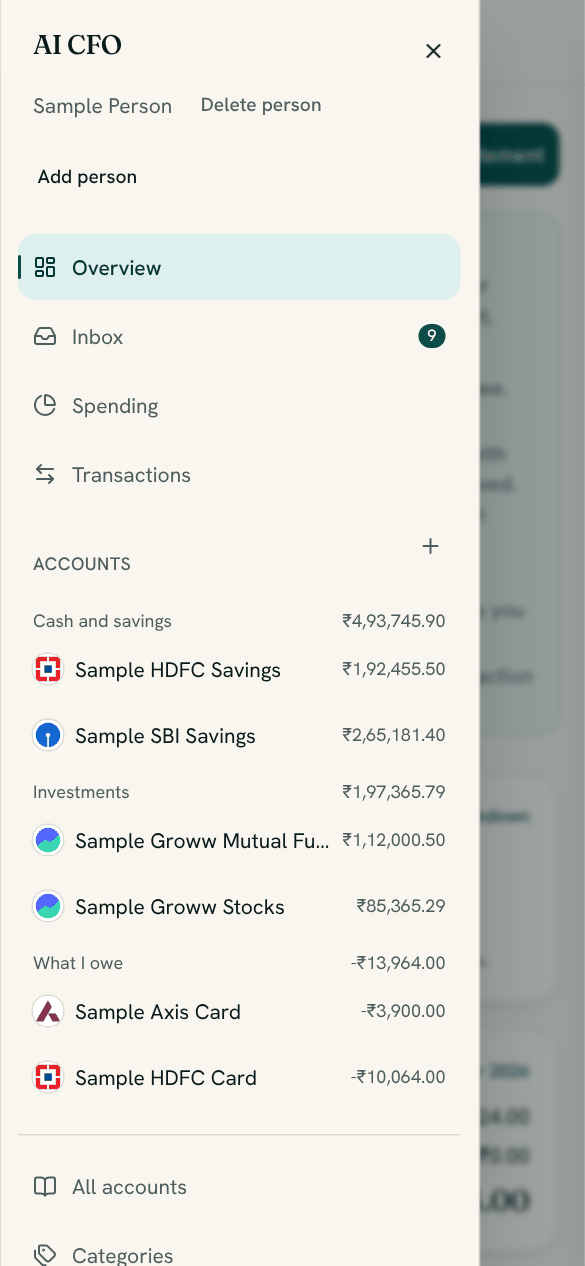 AI CFO
Sample Person Delete person
Add person
Overview
Inbox 9
Spending
Transactions
ACCOUNTS
Cash and savings ₹4,93,745.90
Sample HDFC Savings ₹1,92,455.50
Sample SBI Savings ₹2,65,181.40
Investments ₹1,97,365.79
Sample Groww Mutual Fu... ₹1,12,000.50
Sample Groww Stocks ₹85,365.29
What I owe -₹13,964.00
Sample Axis Card -₹3,900.00
Sample HDFC Card -₹10,064.00
All accounts
Categories